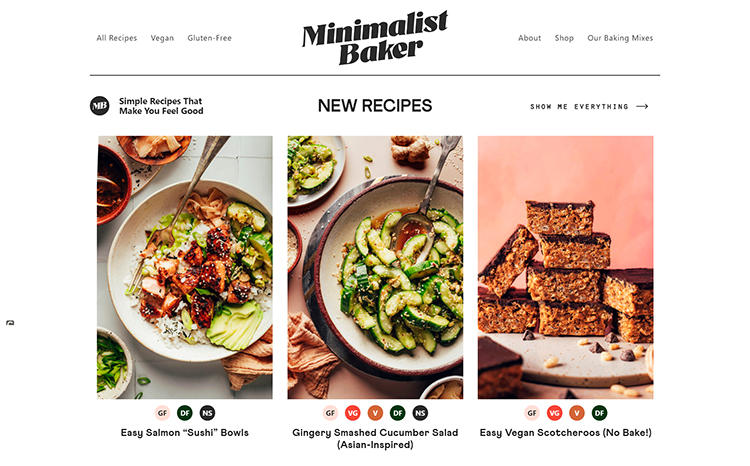 All Recipes
Vegan
Gluten-Free
Minimalist
Baker
About
Shop
Our Baking Mixes
MB
Simple Recipes That
Make You Feel Good
NEW RECIPES
SHOW ME EVERYTHING
GF
DF
NS
Easy Salmon “Sushi” Bowls
GF
VG
V
DF
NS
Gingery Smashed Cucumber Salad
(Asian-Inspired)
GF
VG
V
DF
Easy Vegan Scotcheroos (No Bake!)